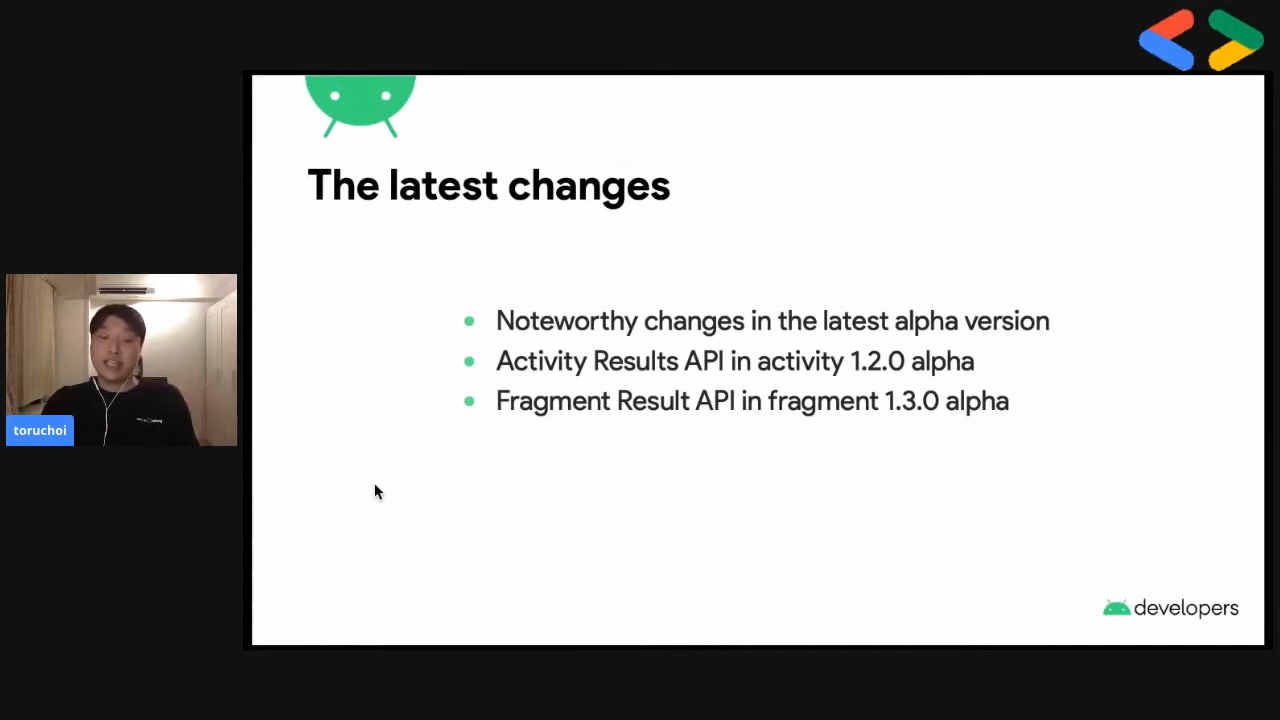 The latest changes
Noteworthy changes in the latest alpha version
Activity Results API in activity 1.2.0 alpha
Fragment Result API in fragment 1.3.0 alpha
toruchoi
developers